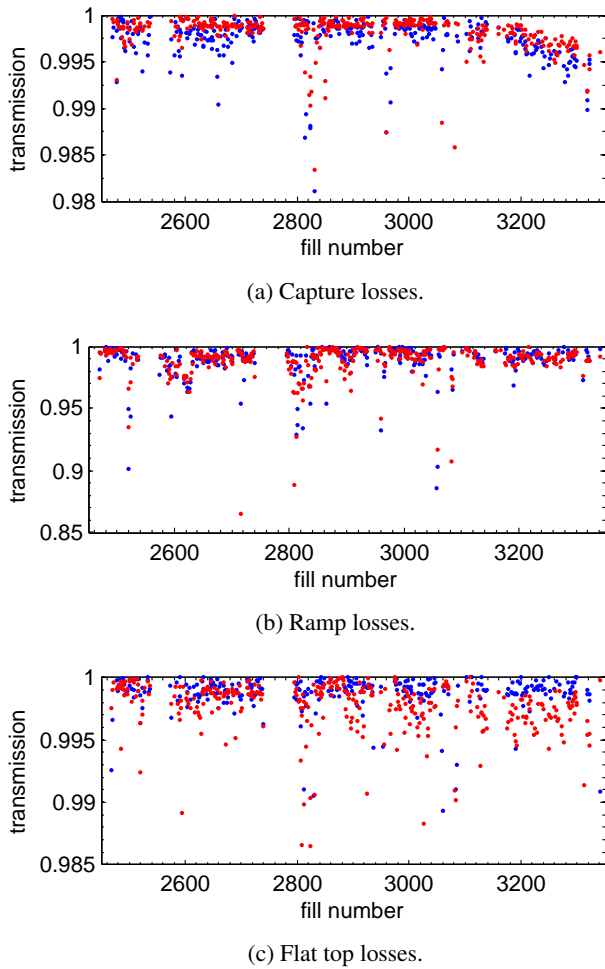 1
0.995
0.99
0.985
0.98
transmission
2600 2800 3000 3200
fill number
(a) Capture losses.
1
0.95
0.9
0.85
transmission
2600 2800 3000 3200
fill number
(b) Ramp losses.
1
0.995
0.99
0.985
transmission
2600 2800 3000 3200
fill number
(c) Flat top losses.